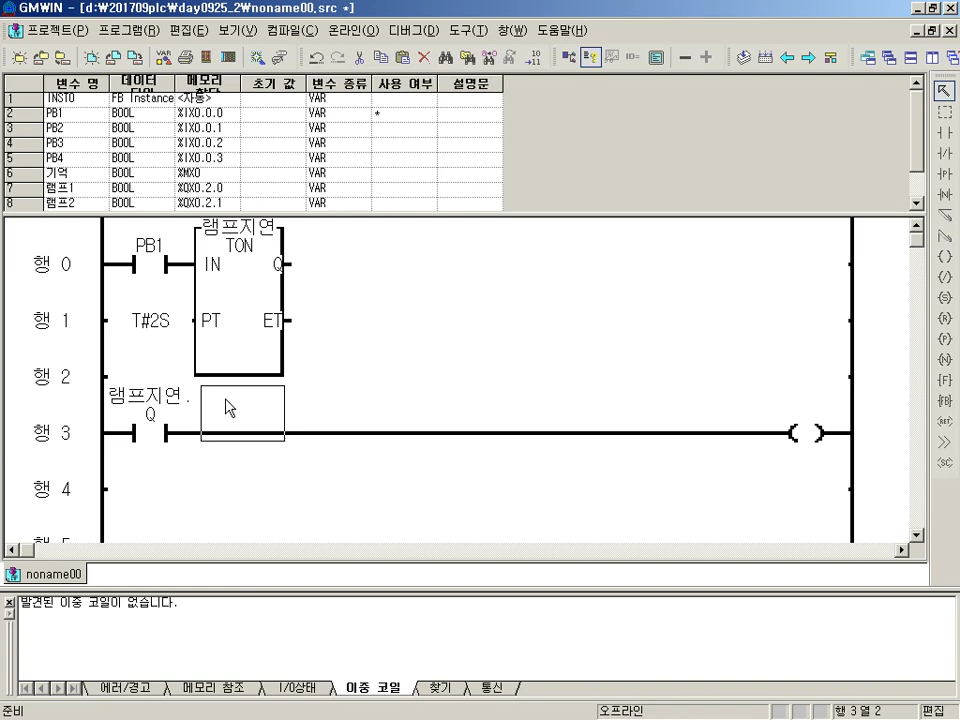 GMWIN - [d:\201709plc\day0925_2\noname00.src *]
프로젝트(P) 프로그램(R) 편집(E) 보기(V) 컴파일(C) 온라인(O) 디버그(D) 도구(T) 창(W) 도움말(H)
변수 명 데이터 메모리 초기 값 변수 종류 사용 여부 설명문
1 INST0 FB Instance <자동> VAR
2 PB1 BOOL %IX0.0.0 VAR *
3 PB2 BOOL %IX0.0.1 VAR
4 PB3 BOOL %IX0.0.2 VAR
5 PB4 BOOL %IX0.0.3 VAR
6 기억 BOOL %MX0 VAR
7 램프1 BOOL %QX0.2.0 VAR
8 램프2 BOOL %QX0.2.1 VAR
램프지연
PB1 TON
행 0 IN Q
행 1 T#2S PT ET
행 2
램프지연.
Q
행 3
행 4
noname00
발견된 이중 코일이 없습니다.
에러/경고 메모리 참조 I/O상태 이중 코일 찾기 통신
준비 오프라인 행 3 열 2 편집